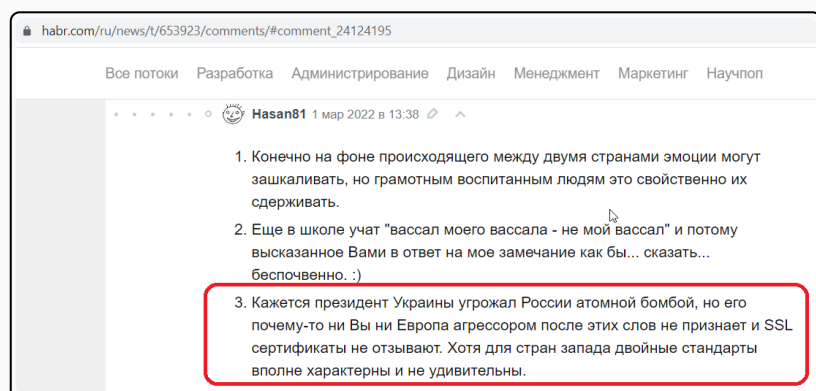 habr.com/ru/news/t/653923/comments/#comment_24124195
Все потоки Разработка Администрирование Дизайн Менеджмент Маркетинг Научпоп
Hasan81 1 мар 2022 в 13:38
1. Конечно на фоне происходящего между двумя странами эмоции могут
зашкаливать, но грамотным воспитанным людям это свойственно их
сдерживать.
2. Еще в школе учат "вассал моего вассала - не мой вассал" и потому
высказанное Вами в ответ на мое замечание как бы... сказать...
беспочвенно. :)
3. Кажется президент Украины угрожал России атомной бомбой, но его
почему-то ни Вы ни Европа агрессором после этих слов не признает и SSL
сертификаты не отзывают. Хотя для стран запада двойные стандарты
вполне характерны и не удивительны.